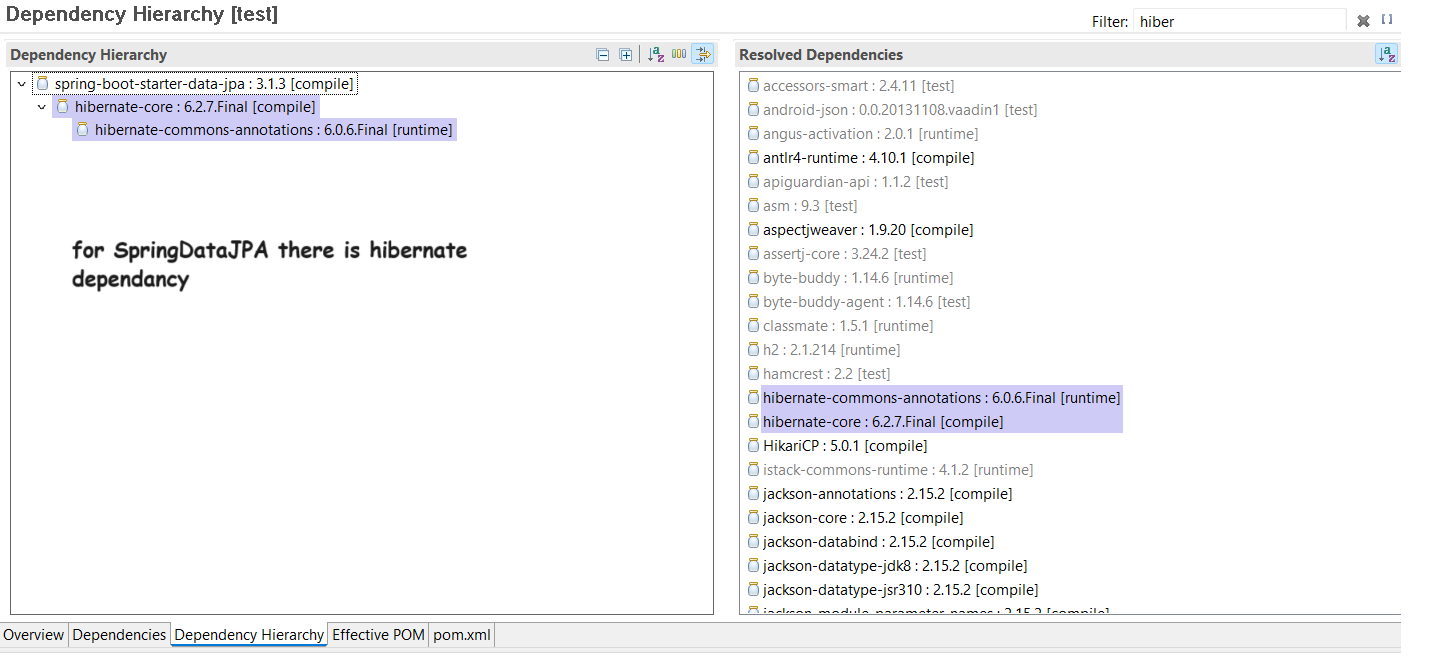 Dependency Hierarchy [test]
Filter: hiber
Dependency Hierarchy
spring-boot-starter-data-jpa : 3.1.3 [compile]
hibernate-core : 6.2.7.Final [compile]
hibernate-commons-annotations : 6.0.6.Final [runtime]
for SpringDataJPA there is hibernate
dependancy
Resolved Dependencies
accessors-smart : 2.4.11 [test]
android-json : 0.0.20131108.vaadin1 [test]
angus-activation : 2.0.1 [runtime]
antlr4-runtime : 4.10.1 [compile]
apiguardian-api : 1.1.2 [test]
asm : 9.3 [test]
aspectjweaver : 1.9.20 [compile]
assertj-core : 3.24.2 [test]
byte-buddy : 1.14.6 [runtime]
byte-buddy-agent : 1.14.6 [test]
classmate : 1.5.1 [runtime]
h2 : 2.1.214 [runtime]
hamcrest : 2.2 [test]
hibernate-commons-annotations : 6.0.6.Final [runtime]
hibernate-core : 6.2.7.Final [compile]
HikariCP : 5.0.1 [compile]
istack-commons-runtime : 4.1.2 [runtime]
jackson-annotations : 2.15.2 [compile]
jackson-core : 2.15.2 [compile]
jackson-databind : 2.15.2 [compile]
jackson-datatype-jdk8 : 2.15.2 [compile]
jackson-datatype-jsr310 : 2.15.2 [compile]
jackson-module-parameter-names : 2.15.2 [compile]
Overview Dependencies Dependency Hierarchy Effective POM pom.xml